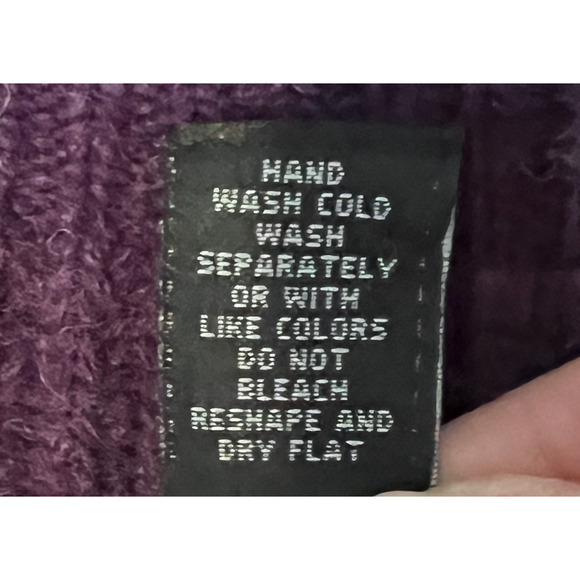 HAND
WASH COLD
WASH
SEPARATELY
OR WITH
LIKE COLORS
DO NOT
BLEACH
RESHAPE AND
DRY FLAT